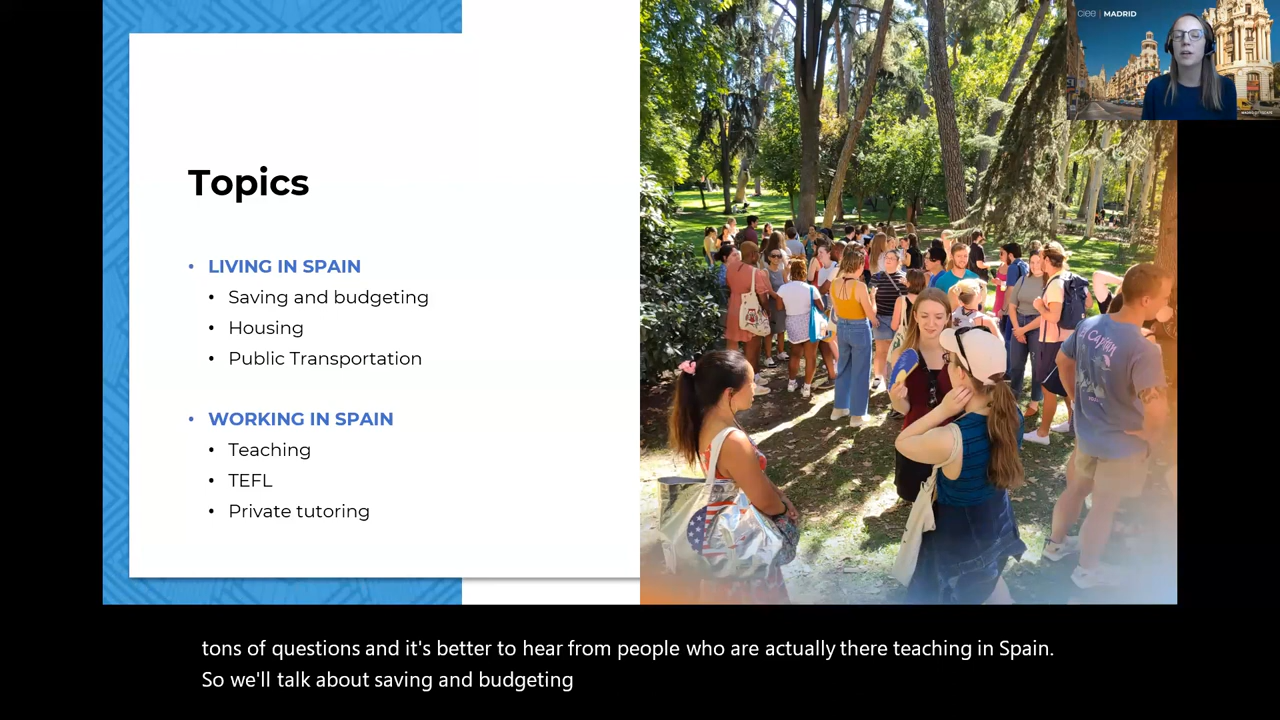 Topics
• LIVING IN SPAIN
• Saving and budgeting
• Housing
• Public Transportation
• WORKING IN SPAIN
• Teaching
• TEFL
• Private tutoring
ciee | MADRID
tons of questions and it's better to hear from people who are actually there teaching in Spain.
So we'll talk about saving and budgeting